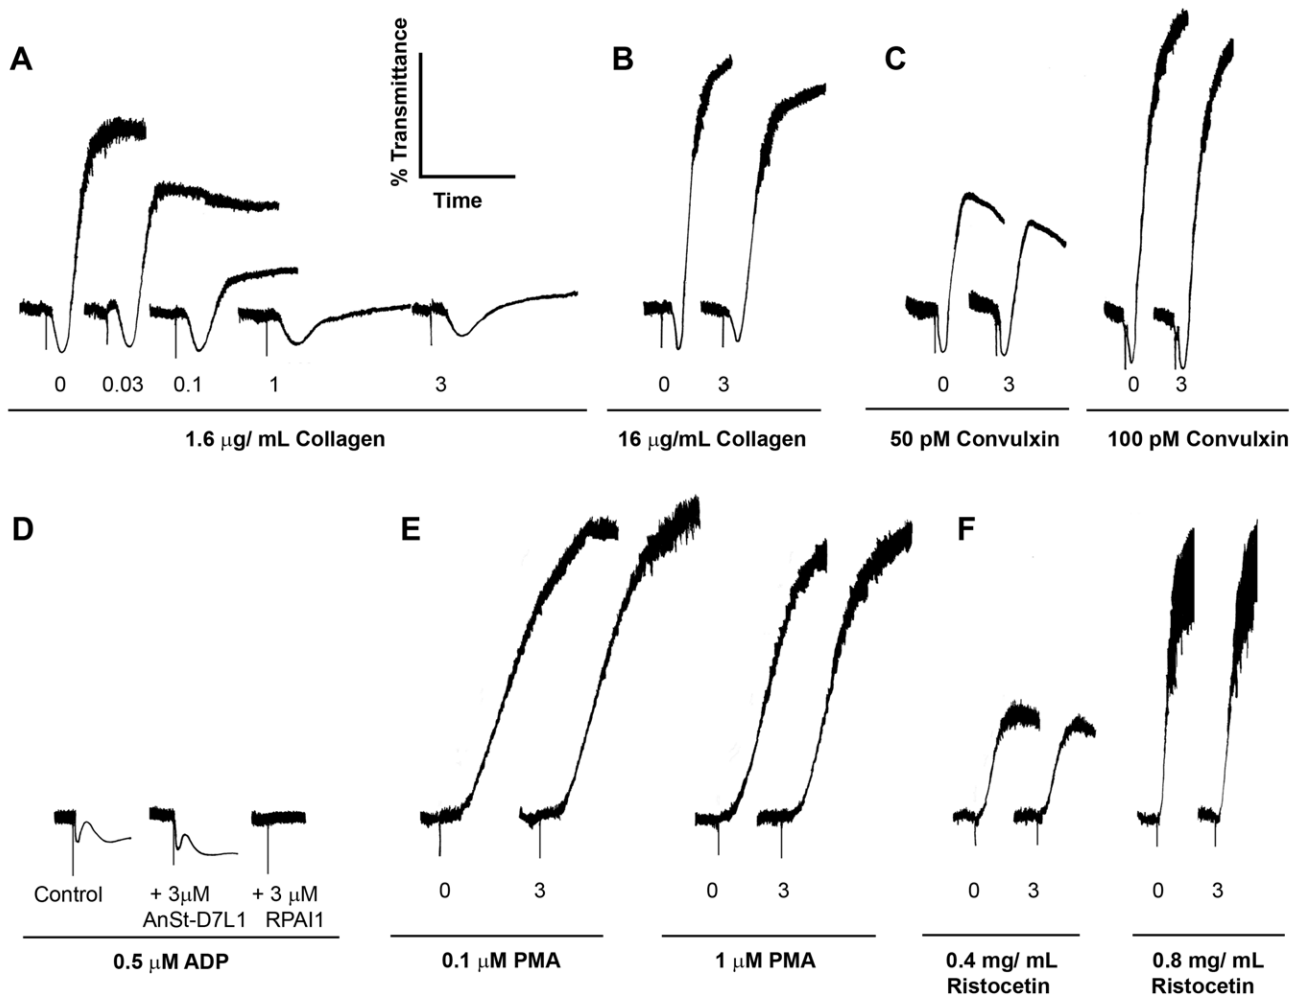 A
% Transmittance
Time
0 0.03 0.1 1 3
1.6 μg/ mL Collagen
B
0 3
16 μg/mL Collagen
C
0 3
50 pM Convulxin
0 3
100 pM Convulxin
D
Control
+ 3μM
AnSt-D7L1
+ 3 μM
RPAI1
0.5 μM ADP
E
0 3
0.1 μM PMA
0 3
1 μM PMA
F
0 3
0.4 mg/ mL
Ristocetin
0 3
0.8 mg/ mL
Ristocetin